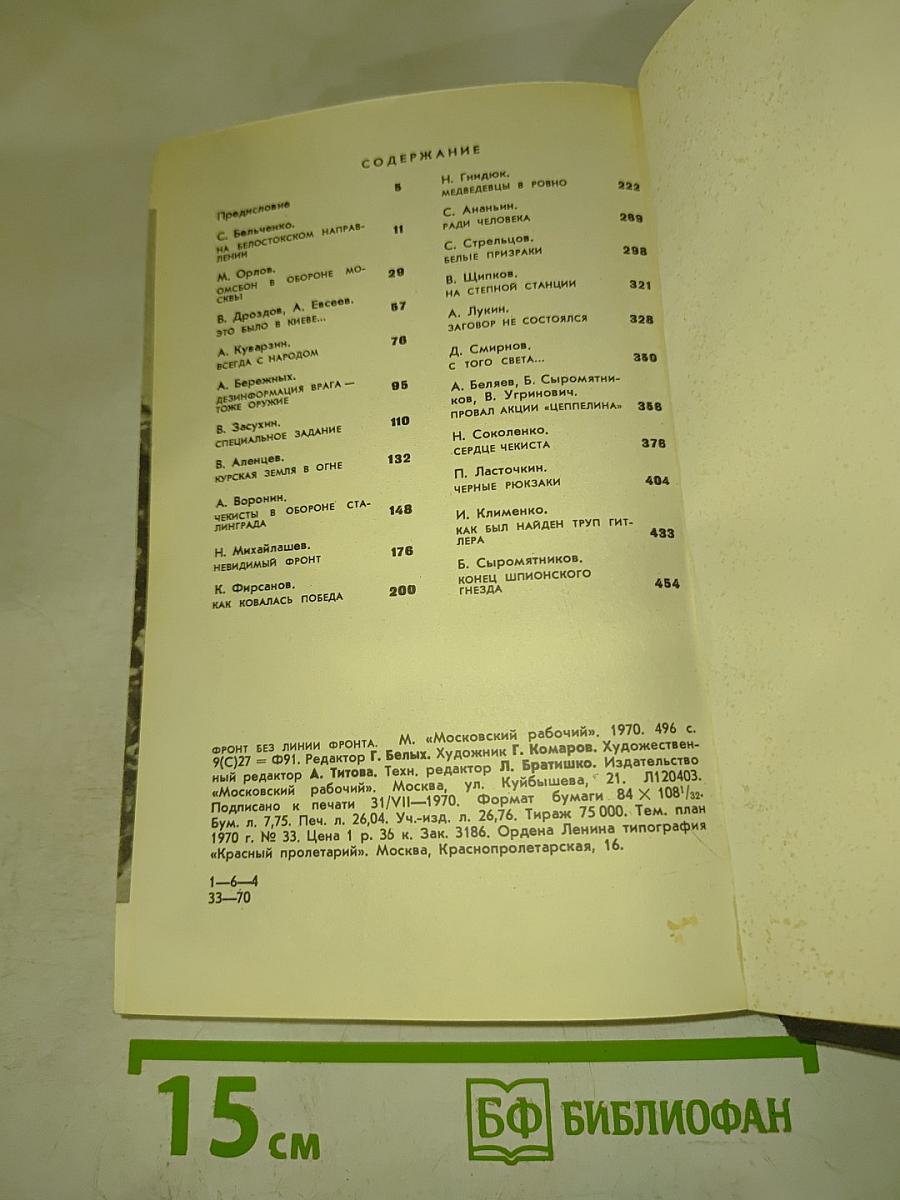 СОДЕРЖАНИЕ
Предисловие 5
С. Бельченко.
НА БЕЛОСТОКСКОМ НАПРАВ-
ЛЕНИИ 11
М. Орлов.
ОМСБОН В ОБОРОНЕ МО-
СКВЫ 29
В. Дроздов, А. Евсеев.
ЭТО БЫЛО В КИЕВЕ... 57
А. Куварзин.
ВСЕГДА С НАРОДОМ 76
А. Бережных.
ДЕЗИНФОРМАЦИЯ ВРАГА —
ТОЖЕ ОРУЖИЕ 95
В. Засухин.
СПЕЦИАЛЬНОЕ ЗАДАНИЕ 110
В. Аленцев.
КУРСКАЯ ЗЕМЛЯ В ОГНЕ 132
А. Воронин.
ЧЕКИСТЫ В ОБОРОНЕ СТА-
ЛИНГРАДА 148
Н. Михайлашев.
НЕВИДИМЫЙ ФРОНТ 176
К. Фирсанов.
КАК КОВАЛАСЬ ПОБЕДА 200
Н. Гнидюк.
МЕДВЕДЕВЦЫ В РОВНО 222
С. Ананьин.
РАДИ ЧЕЛОВЕКА 269
С. Стрельцов.
БЕЛЫЕ ПРИЗРАКИ 298
В. Щипков.
НА СТЕПНОЙ СТАНЦИИ 321
А. Лукин.
ЗАГОВОР НЕ СОСТОЯЛСЯ 328
Д. Смирнов.
С ТОГО СВЕТА... 350
А. Беляев, Б. Сыромятни-
ков, В. Угринович.
ПРОВАЛ АКЦИИ «ЦЕППЕЛИНА» 356
Н. Соколенко.
СЕРДЦЕ ЧЕКИСТА 376
П. Ласточкин.
ЧЕРНЫЕ РЮКЗАКИ 404
И. Клименко.
КАК БЫЛ НАЙДЕН ТРУП ГИТ-
ЛЕРА 433
Б. Сыромятников.
КОНЕЦ ШПИОНСКОГО
ГНЕЗДА 454
ФРОНТ БЕЗ ЛИНИИ ФРОНТА. М. «Московский рабочий». 1970. 496 с.
9(С)27 = Ф91. Редактор Г. Белых. Художник Г. Комаров. Художествен-
ный редактор А. Титова. Техн. редактор Л. Братишко. Издательство
«Московский рабочий». Москва, ул. Куйбышева, 21. Л120403.
Подписано к печати 31/VII—1970. Формат бумаги 84 × 108¹/₃₂.
Бум. л. 7,75. Печ. л. 26,04. Уч.-изд. л. 26,76. Тираж 75 000. Тем. план
1970 г. № 33. Цена 1 р. 36 к. Зак. 3186. Ордена Ленина типография
«Красный пролетарий». Москва, Краснопролетарская, 16.
1—6—4
33—70
15 см
БФ БИБЛИОФАН